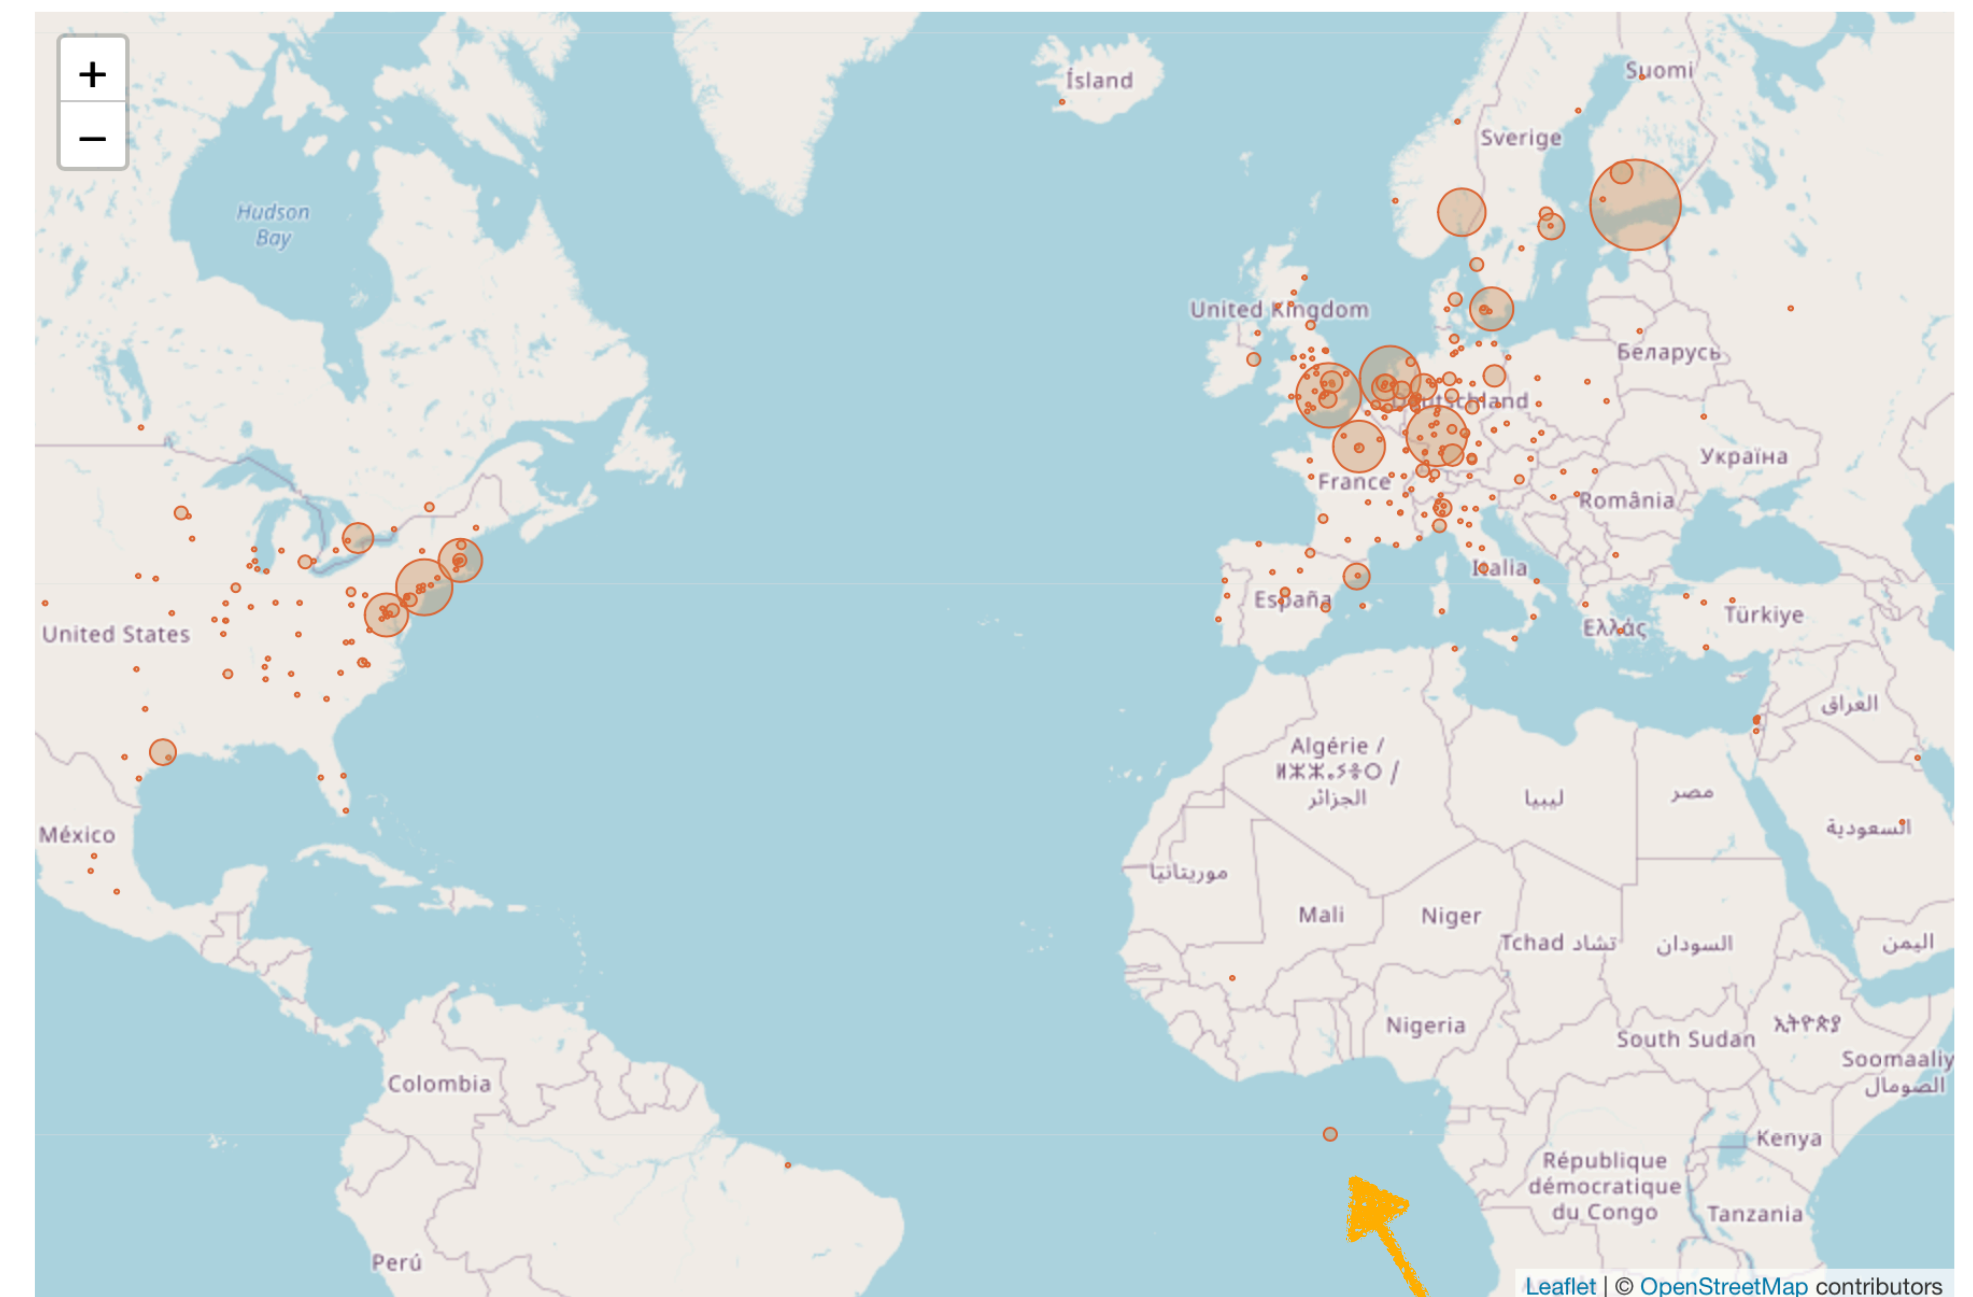 +
−
Ísland
Suomi
Sverige
Hudson
Bay
United Kingdom
Беларусь
Deutschland
Україна
France
România
Italia
España
Ελλάς
Türkiye
United States
العراق
Algérie /
ⵍⵣⵣⴰⵢⴻⵔ /
الجزائر
ليبيا
مصر
السعودية
México
موريتانيا
Mali
Niger
Tchad تشاد
السودان
اليمن
Nigeria
South Sudan
ኢትዮጵያ
Soomaaliy
الصومال
Colombia
Kenya
République
démocratique
du Congo
Tanzania
Perú
Leaflet | © OpenStreetMap contributors